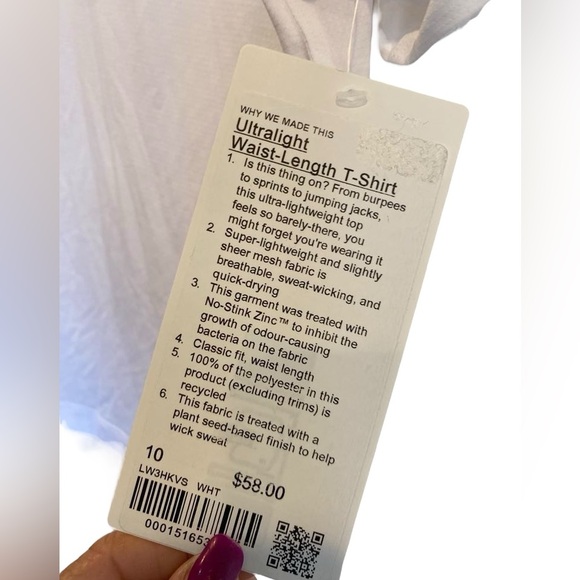 WHY WE MADE THIS
Ultralight
Waist-Length T-Shirt
1. Is this thing on? From burpees
to sprints to jumping jacks,
this ultra-lightweight top
feels so barely-there, you
might forget you're wearing it
2. Super-lightweight and slightly
sheer mesh fabric is
breathable, sweat-wicking, and
quick-drying
3. This garment was treated with
No-Stink Zinc™ to inhibit the
growth of odour-causing
bacteria on the fabric
4. Classic fit, waist length
5. 100% of the polyester in this
product (excluding trims) is
recycled
6. This fabric is treated with a
plant seed-based finish to help
wick sweat
10
LW3HKVS WHT $58.00